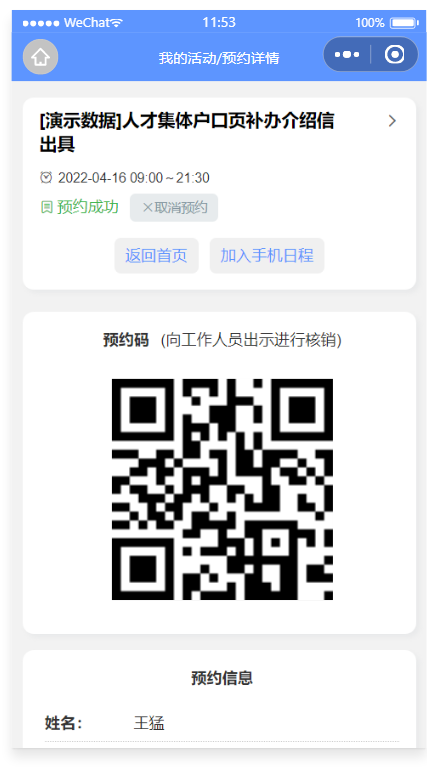 WeChat
11:53
100%
我的活动/预约详情
[演示数据]人才集体户口页补办介绍信
出具
2022-04-16 09:00～21:30
预约成功
×取消预约
返回首页
加入手机日程
预约码 (向工作人员出示进行核销)
预约信息
姓名：
王猛